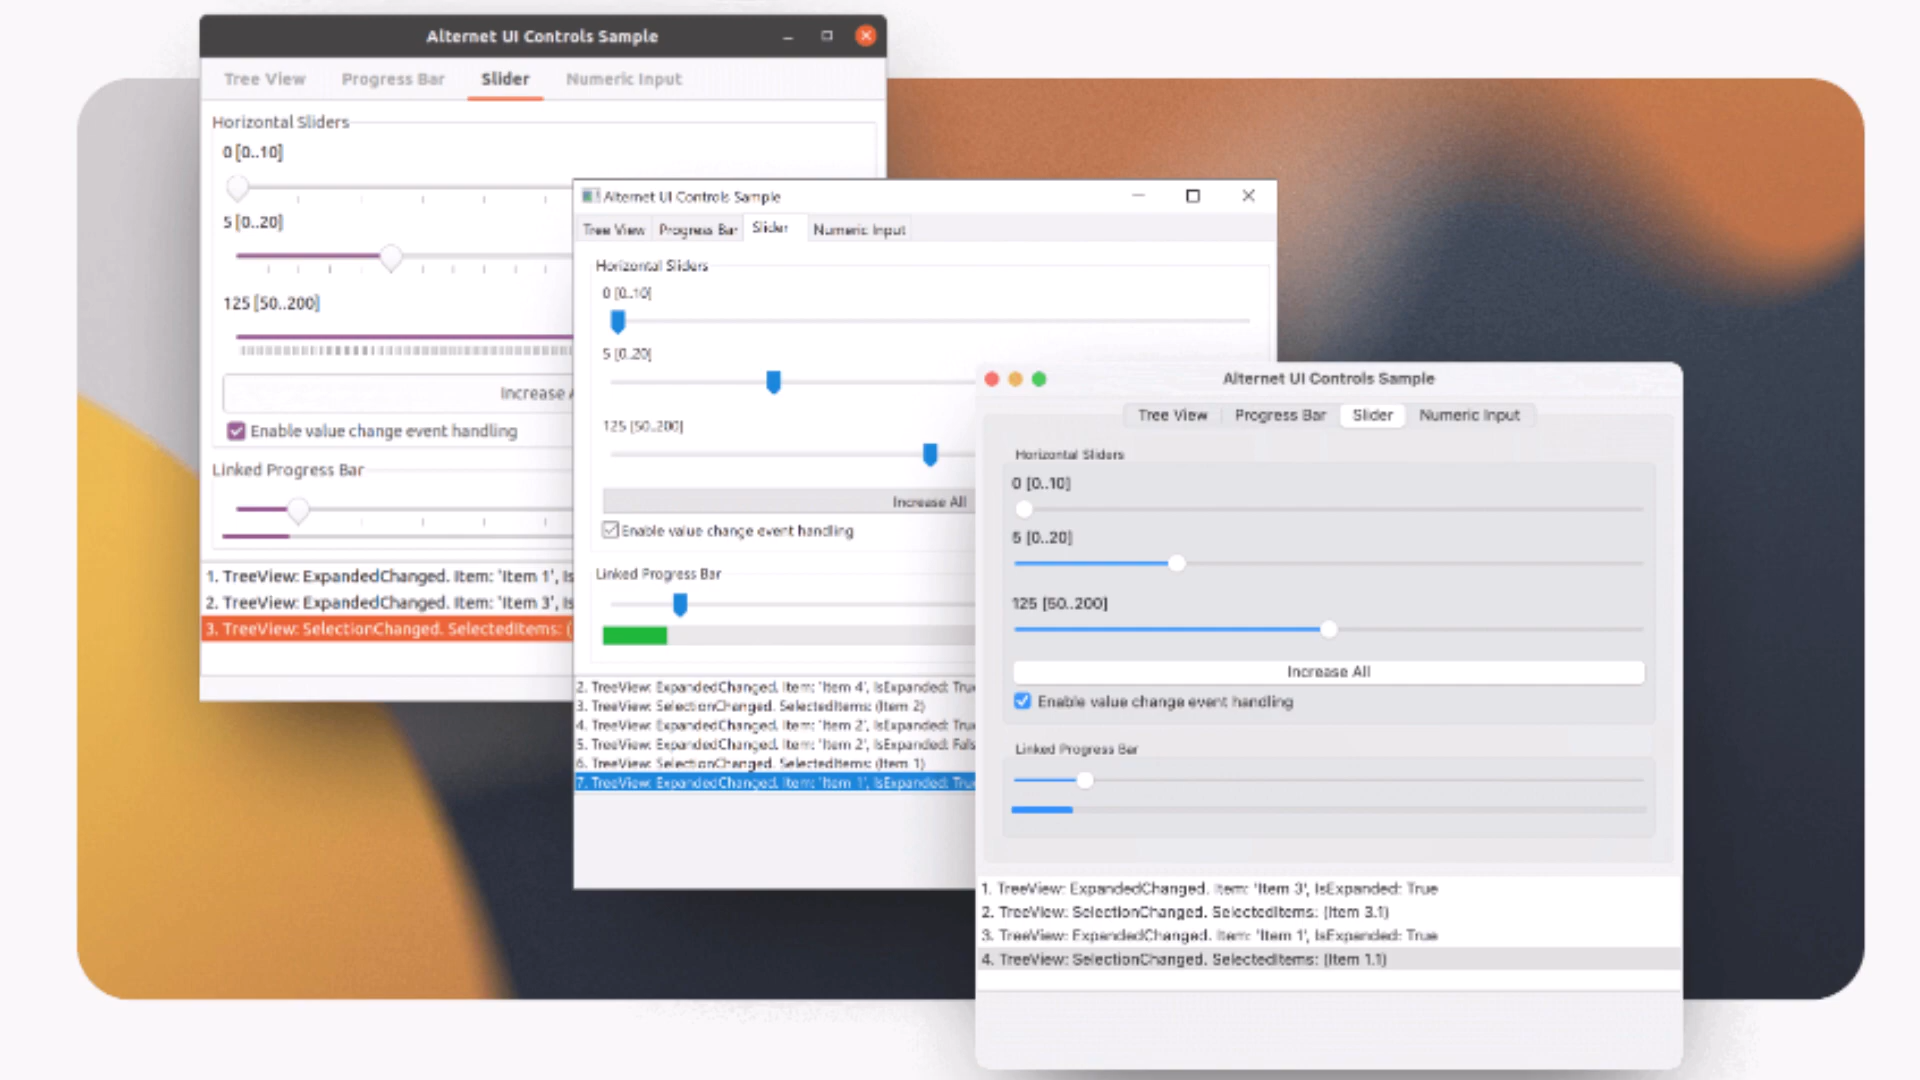 Alternet UI Controls Sample
Tree View Progress Bar Slider Numeric Input
Horizontal Sliders
0 [0..10]
5 [0..20]
125 [50..200]
Increase
Enable value change event handling
Linked Progress Bar
1. TreeView: ExpandedChanged. Item: 'Item 1', Is
2. TreeView: ExpandedChanged. Item: 'Item 3', Is
3. TreeView: SelectionChanged. SelectedItems: (
Alternet UI Controls Sample
Tree View Progress Bar Slider Numeric Input
Horizontal Sliders
0 [0..10]
5 [0..20]
125 [50..200]
Increase All
Enable value change event handling
Linked Progress Bar
2. TreeView: ExpandedChanged. Item: 'Item 4', IsExpanded: Tru
3. TreeView: SelectionChanged. SelectedItems: (Item 2)
4. TreeView: ExpandedChanged. Item: 'Item 2', IsExpanded: Tru
5. TreeView: ExpandedChanged. Item: 'Item 2', IsExpanded: Fals
6. TreeView: SelectionChanged. SelectedItems: (Item 1)
7. TreeView: ExpandedChanged. Item: 'Item 1', IsExpanded: Tru
Alternet UI Controls Sample
Tree View Progress Bar Slider Numeric Input
Horizontal Sliders
0 [0..10]
5 [0..20]
125 [50..200]
Increase All
Enable value change event handling
Linked Progress Bar
1. TreeView: ExpandedChanged. Item: 'Item 3', IsExpanded: True
2. TreeView: SelectionChanged. SelectedItems: (Item 3.1)
3. TreeView: ExpandedChanged. Item: 'Item 1', IsExpanded: True
4. TreeView: SelectionChanged. SelectedItems: (Item 1.1)